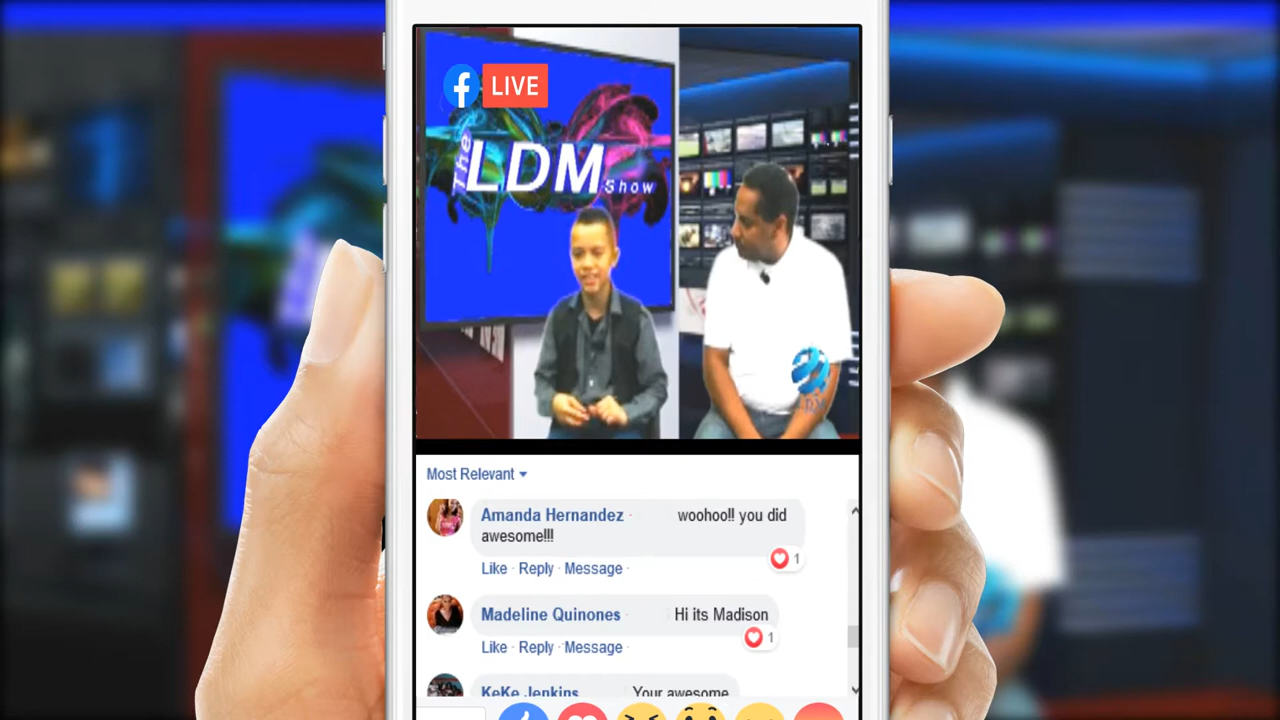 f LIVE
The LDM Show
Most Relevant
Amanda Hernandez · woohoo!! you did
awesome!!!
1
Like · Reply · Message ·
Madeline Quinones · Hi its Madison
1
Like · Reply · Message ·
KeKe Jenkins Your awesome